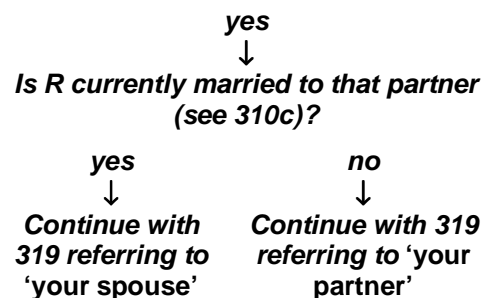 yes
↓
Is R currently married to that partner
(see 310c)?
yes no
↓ ↓
Continue with Continue with 319
319 referring to referring to ‘your
‘your spouse’ partner’